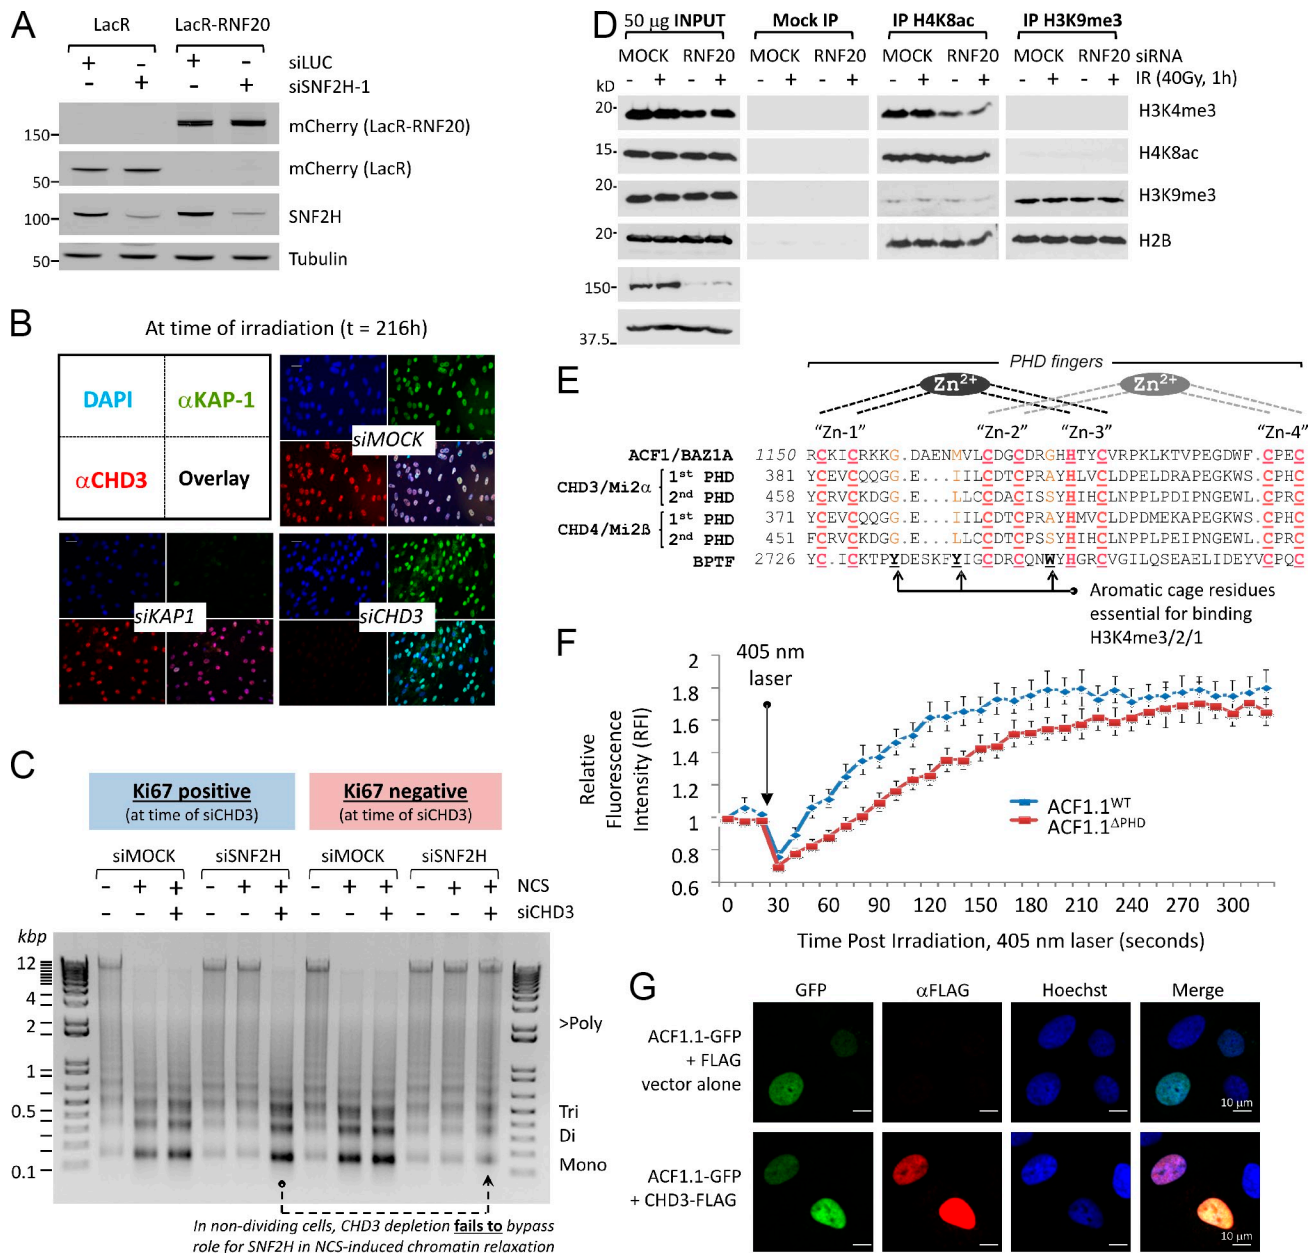 A
LacR LacR-RNF20
+ - + - siLUC
- + - + siSNF2H-1
150 mCherry (LacR-RNF20)
50 mCherry (LacR)
100 SNF2H
50 Tubulin
B
At time of irradiation (t = 216h)
DAPI αKAP-1
αCHD3 Overlay
siMOCK
siKAP1
siCHD3
C
Ki67 positive Ki67 negative
(at time of siCHD3) (at time of siCHD3)
siMOCK siSNF2H siMOCK siSNF2H
- + + - + + - + + - + + NCS
- - + - - + - - + - - + siCHD3
kbp
12
4
2
1
0.5
0.1
>Poly
Tri
Di
Mono
In non-dividing cells, CHD3 depletion fails to bypass
role for SNF2H in NCS-induced chromatin relaxation
D
50 µg INPUT Mock IP IP H4K8ac IP H3K9me3
MOCK RNF20 MOCK RNF20 MOCK RNF20 MOCK RNF20 siRNA
- + - + - + - + - + - + - + - + IR (40Gy, 1h)
kD
20 H3K4me3
15 H4K8ac
20 H3K9me3
20 H2B
150
37.5
E
PHD fingers
Zn2+ Zn2+
“Zn-1” “Zn-2” “Zn-3” “Zn-4”
ACF1/BAZ1A 1150 RCKICRKKGG.DAENMVLCDGCDRGHHTYCVRPKLKTVPEGDWF.CPEC
CHD3/Mi2α 1st PHD 381 YCEVCQQGG.E...IILCDTCPRAYHLVCLDPELDRAPEGKWS.CPHC
2nd PHD 458 YCRVCKDGG.E...LLCCDACISSYHIHCLNPPLPDIPNGEWL.CPRC
CHD4/Mi2ß 1st PHD 371 YCEVCQQGG.E...IILCDTCPRAYHMVCLDPDMEKAPEGKWS.CPHC
2nd PHD 451 FCRVCKDGG.E...LLCCDTCPSSYHIHCLNPPLPEIPNGEWL.CPRC
BPTF 2726 YC.ICKTPYDESKFYIGCDRCQNWYHGRCVGILQSEAELIDEYVCPQC
Aromatic cage residues
essential for binding
H3K4me3/2/1
F
405 nm
laser
Relative
Fluorescence
Intensity (RFI)
2
1.8
1.6
1.4
1.2
1
0.8
0.6
ACF1.1WT
ACF1.1ΔPHD
0 30 60 90 120 150 180 210 240 270 300
Time Post Irradiation, 405 nm laser (seconds)
G
GFP αFLAG Hoechst Merge
ACF1.1-GFP
+ FLAG
vector alone
10 µm
ACF1.1-GFP
+ CHD3-FLAG
10 µm